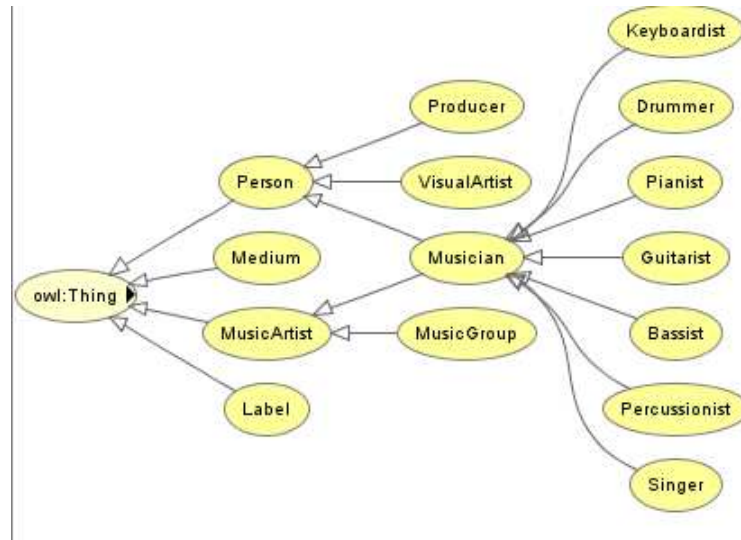 Keyboardist
Producer
Drummer
Person
VisualArtist
Pianist
Medium
Musician
Guitarist
owl:Thing
MusicArtist
MusicGroup
Bassist
Label
Percussionist
Singer